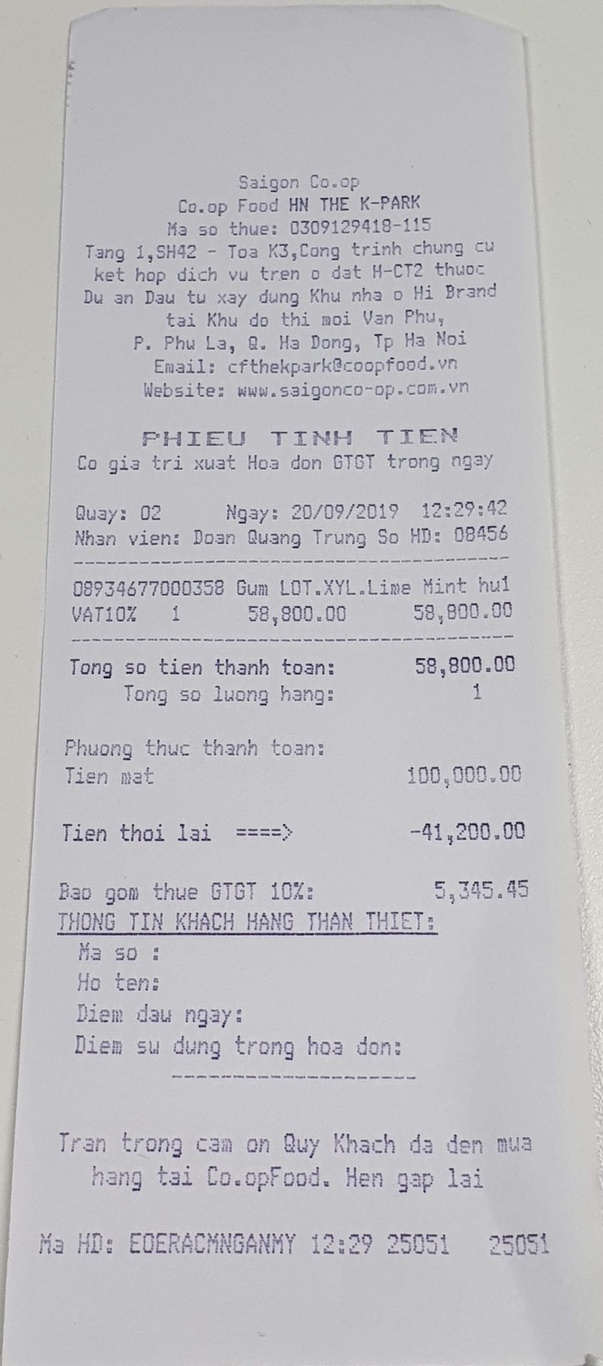 Saigon Co.op
Co.op Food HN THE K-PARK
Ma so thue: 0309129418-115
Tang 1,SH42 - Toa K3,Cong trinh chung cu
ket hop dich vu tren o dat H-CT2 thuoc
Du an Dau tu xay dung Khu nha o Hi Brand
tai Khu do thi moi Van Phu,
P. Phu La, Q. Ha Dong, Tp Ha Noi
Email: cfthekpark@coopfood.vn
Website: www.saigonco-op.com.vn
PHIEU TINH TIEN
Co gia tri xuat Hoa don GTGT trong ngay
Quay: 02 Ngay: 20/09/2019 12:29:42
Nhan vien: Doan Quang Trung So HD: 08456
08934677000358 Gum LOT.XYL.Lime Mint hu1
VAT10% 1 58,800.00 58,800.00
Tong so tien thanh toan: 58,800.00
Tong so luong hang: 1
Phuong thuc thanh toan:
Tien mat 100,000.00
Tien thoi lai ====> -41,200.00
Bao gom thue GTGT 10%: 5,345.45
THONG TIN KHACH HANG THAN THIET:
Ma so :
Ho ten:
Diem dau ngay:
Diem su dung trong hoa don:
Tran trong cam on Quy Khach da den mua
hang tai Co.opFood. Hen gap lai
Ma HD: EOERACMNGANMY 12:29 25051 25051